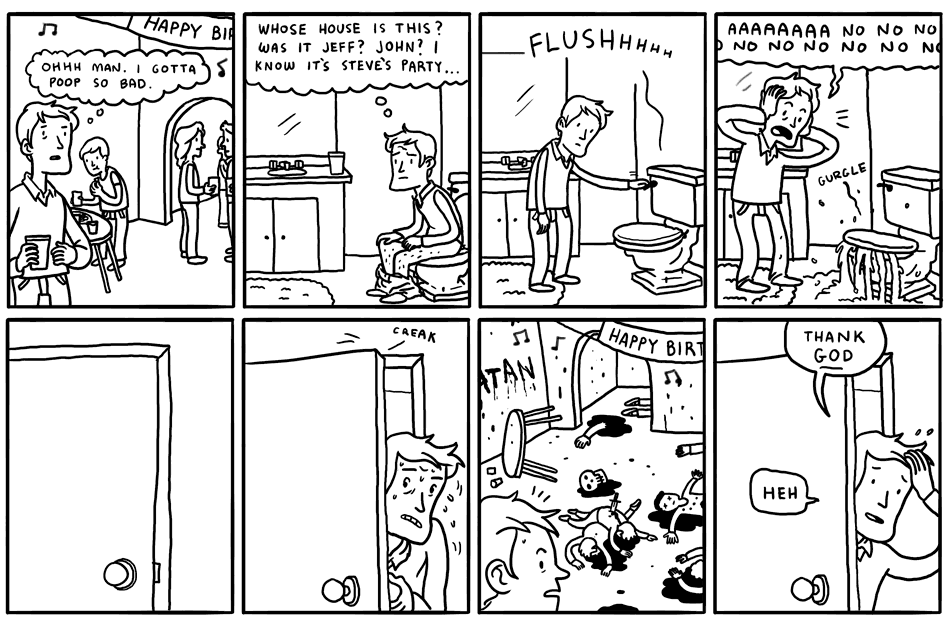 HAPPY BIR
OHHH MAN. I GOTTA
POOP SO BAD.
WHOSE HOUSE IS THIS?
WAS IT JEFF? JOHN? I
KNOW IT'S STEVE'S PARTY...
FLUSHHHHH
AAAAAAAA NO NO NO
NO NO NO NO NO NO
GURGLE
CREAK
ATAN
HAPPY BIRT
THANK
GOD
HEH